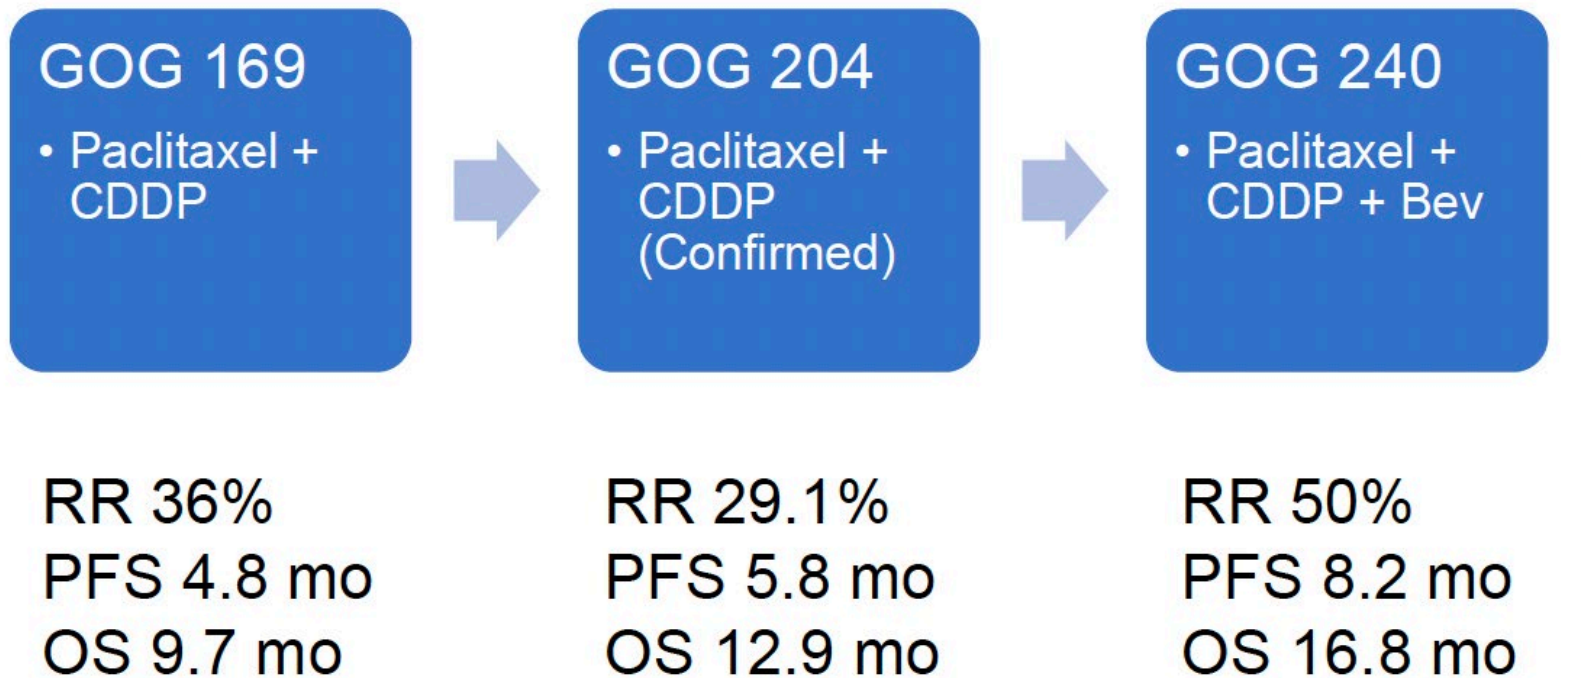 GOG 169
• Paclitaxel +
CDDP
GOG 204
• Paclitaxel +
CDDP
(Confirmed)
GOG 240
• Paclitaxel +
CDDP + Bev
RR 36%
PFS 4.8 mo
OS 9.7 mo
RR 29.1%
PFS 5.8 mo
OS 12.9 mo
RR 50%
PFS 8.2 mo
OS 16.8 mo